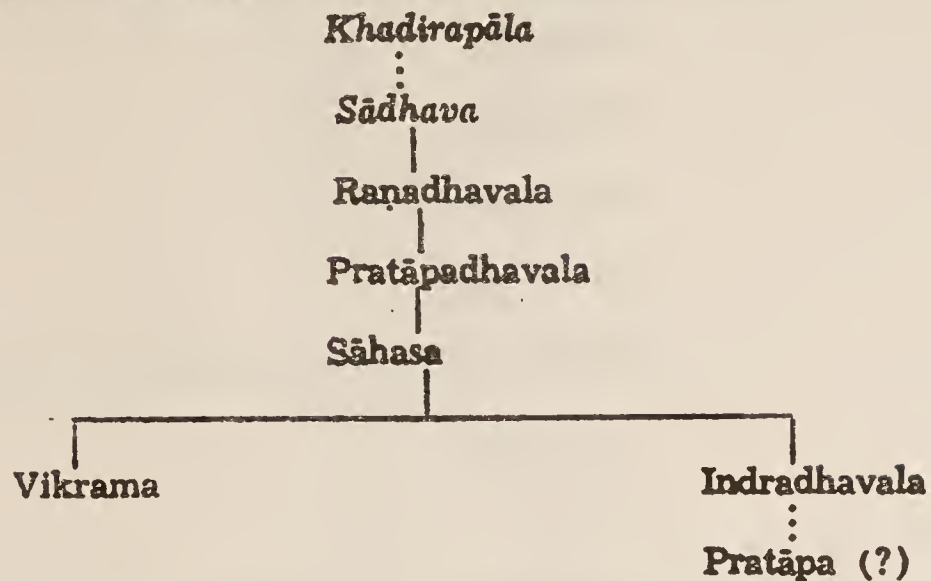 Khadirapāla
Sādhava
Raṇadhavala
Pratāpadhavala
Sāhasa
Vikrama Indradhavala
Pratāpa (?)